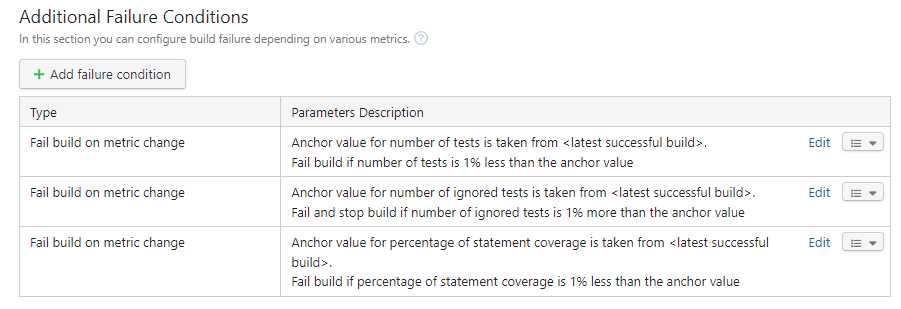 Additional Failure Conditions
In this section you can configure build failure depending on various metrics. ?
+ Add failure condition
Type Parameters Description
Fail build on metric change Anchor value for number of tests is taken from <latest successful build>. Edit
Fail build if number of tests is 1% less than the anchor value
Fail build on metric change Anchor value for number of ignored tests is taken from <latest successful build>. Edit
Fail and stop build if number of ignored tests is 1% more than the anchor value
Fail build on metric change Anchor value for percentage of statement coverage is taken from <latest successful Edit
build>.
Fail build if percentage of statement coverage is 1% less than the anchor value